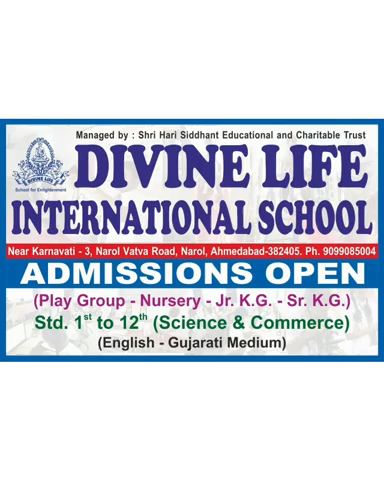 Managed by : Shri Hari Siddhant Educational and Charitable Trust
DIVINE LIFE
School for Enlightenment
DIVINE LIFE
INTERNATIONAL SCHOOL
Near Karnavati - 3, Narol Vatva Road, Narol, Ahmedabad-382405. Ph. 9099085004
ADMISSIONS OPEN
(Play Group - Nursery - Jr. K.G. - Sr. K.G.)
Std. 1st to 12th (Science & Commerce)
(English - Gujarati Medium)